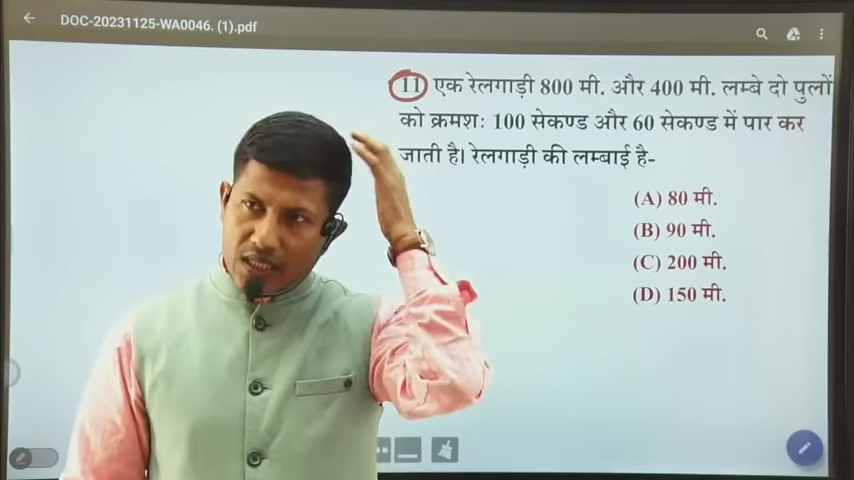 DOC-20231125-WA0046. (1).pdf
11 एक रेलगाड़ी 800 मी. और 400 मी. लम्बे दो पुलों
को क्रमश: 100 सेकण्ड और 60 सेकण्ड में पार कर
जाती है। रेलगाड़ी की लम्बाई है-
(A) 80 मी.
(B) 90 मी.
(C) 200 मी.
(D) 150 मी.